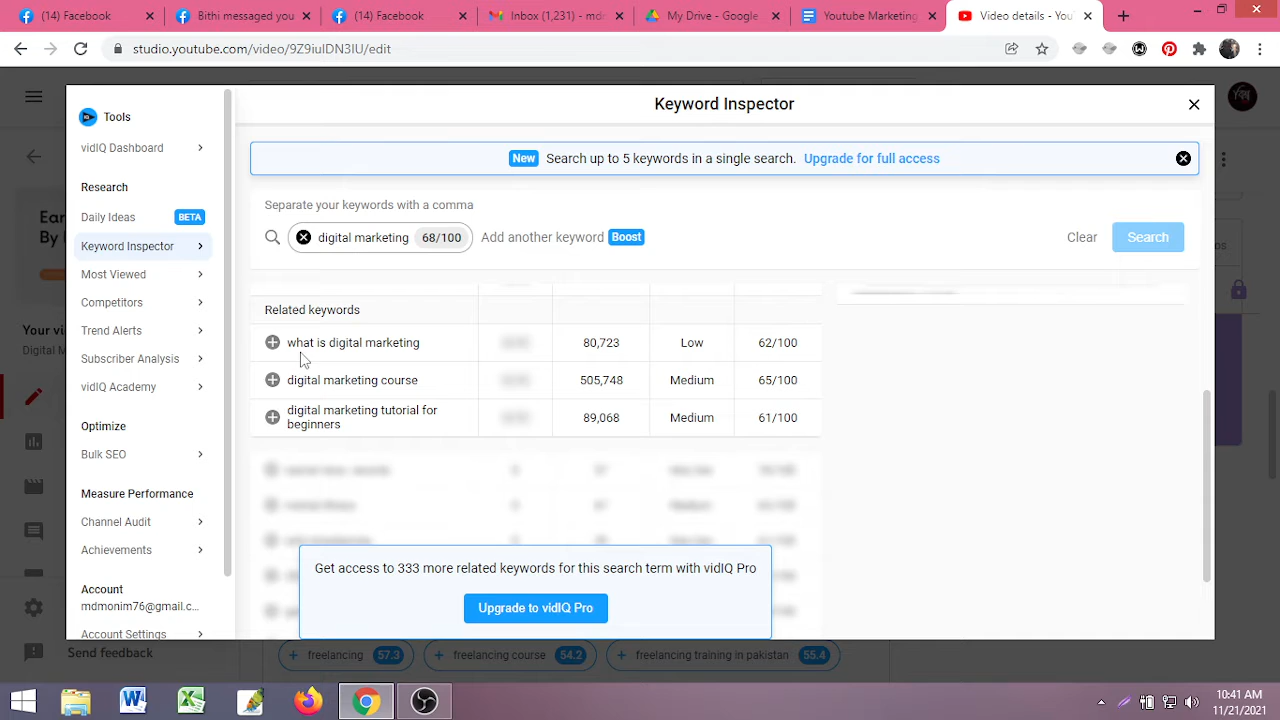 (14) Facebook
Bithi messaged you
(14) Facebook
Inbox (1,231) - mdr
My Drive - Google
Youtube Marketing
Video details - You
studio.youtube.com/video/9Z9iuIDN3IU/edit
Tools
vidIQ Dashboard
Research
Daily Ideas BETA
Keyword Inspector
Most Viewed
Competitors
Trend Alerts
Subscriber Analysis
vidIQ Academy
Optimize
Bulk SEO
Measure Performance
Channel Audit
Achievements
Account
mdmonim76@gmail.c...
Account Settings
Send feedback
Keyword Inspector
New Search up to 5 keywords in a single search. Upgrade for full access
Separate your keywords with a comma
digital marketing 68/100 Add another keyword Boost Clear Search
Related keywords
what is digital marketing 80,723 Low 62/100
digital marketing course 505,748 Medium 65/100
digital marketing tutorial for
beginners 89,068 Medium 61/100
Get access to 333 more related keywords for this search term with vidIQ Pro
Upgrade to vidIQ Pro
freelancing 57.3 freelancing course 54.2 freelancing training in pakistan 55.4
Ear
By U
Your vi
Digital M
os
10:41 AM
11/21/2021